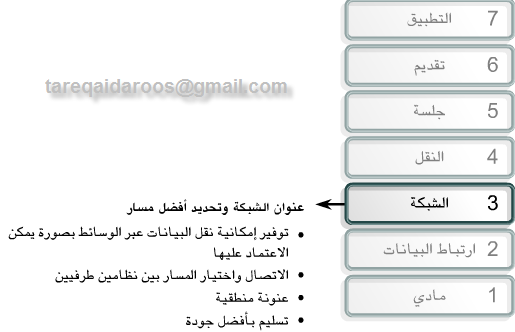 7 التطبيق
6 تقديم
tareqaidaroos@gmail.com
5 جلسة
4 النقل
3 الشبكة
عنوان الشبكة وتحديد أفضل مسار
• توفير إمكانية نقل البيانات عبر الوسائط بصورة يمكن
الاعتماد عليها
2 ارتباط البيانات
• الاتصال واختيار المسار بين نظامين طرفيين
• عنونة منطقية
1 مادي
• تسليم بأفضل جودة